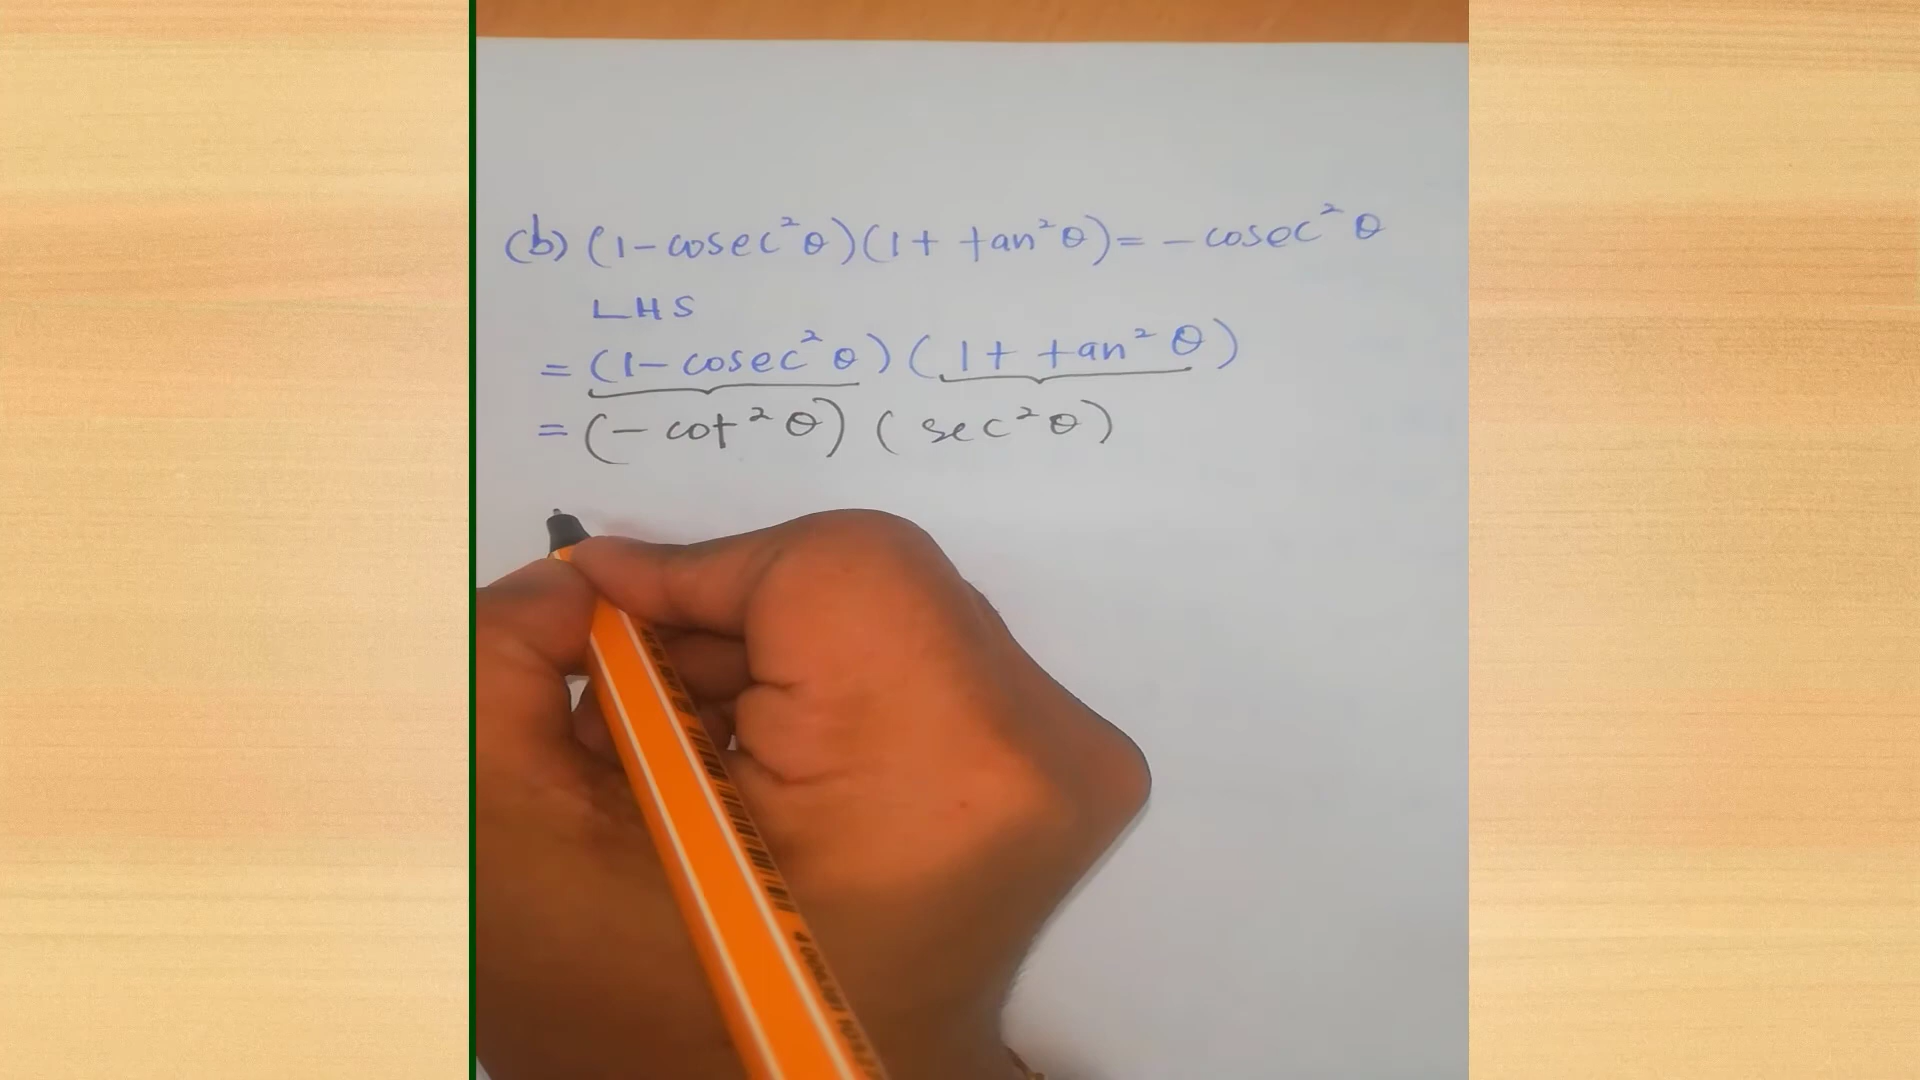 (b) (1 - cosec²θ)(1 + tan²θ) = - cosec²θ
LHS
= (1 - cosec²θ)(1 + tan²θ)
= (- cot²θ)(sec²θ)